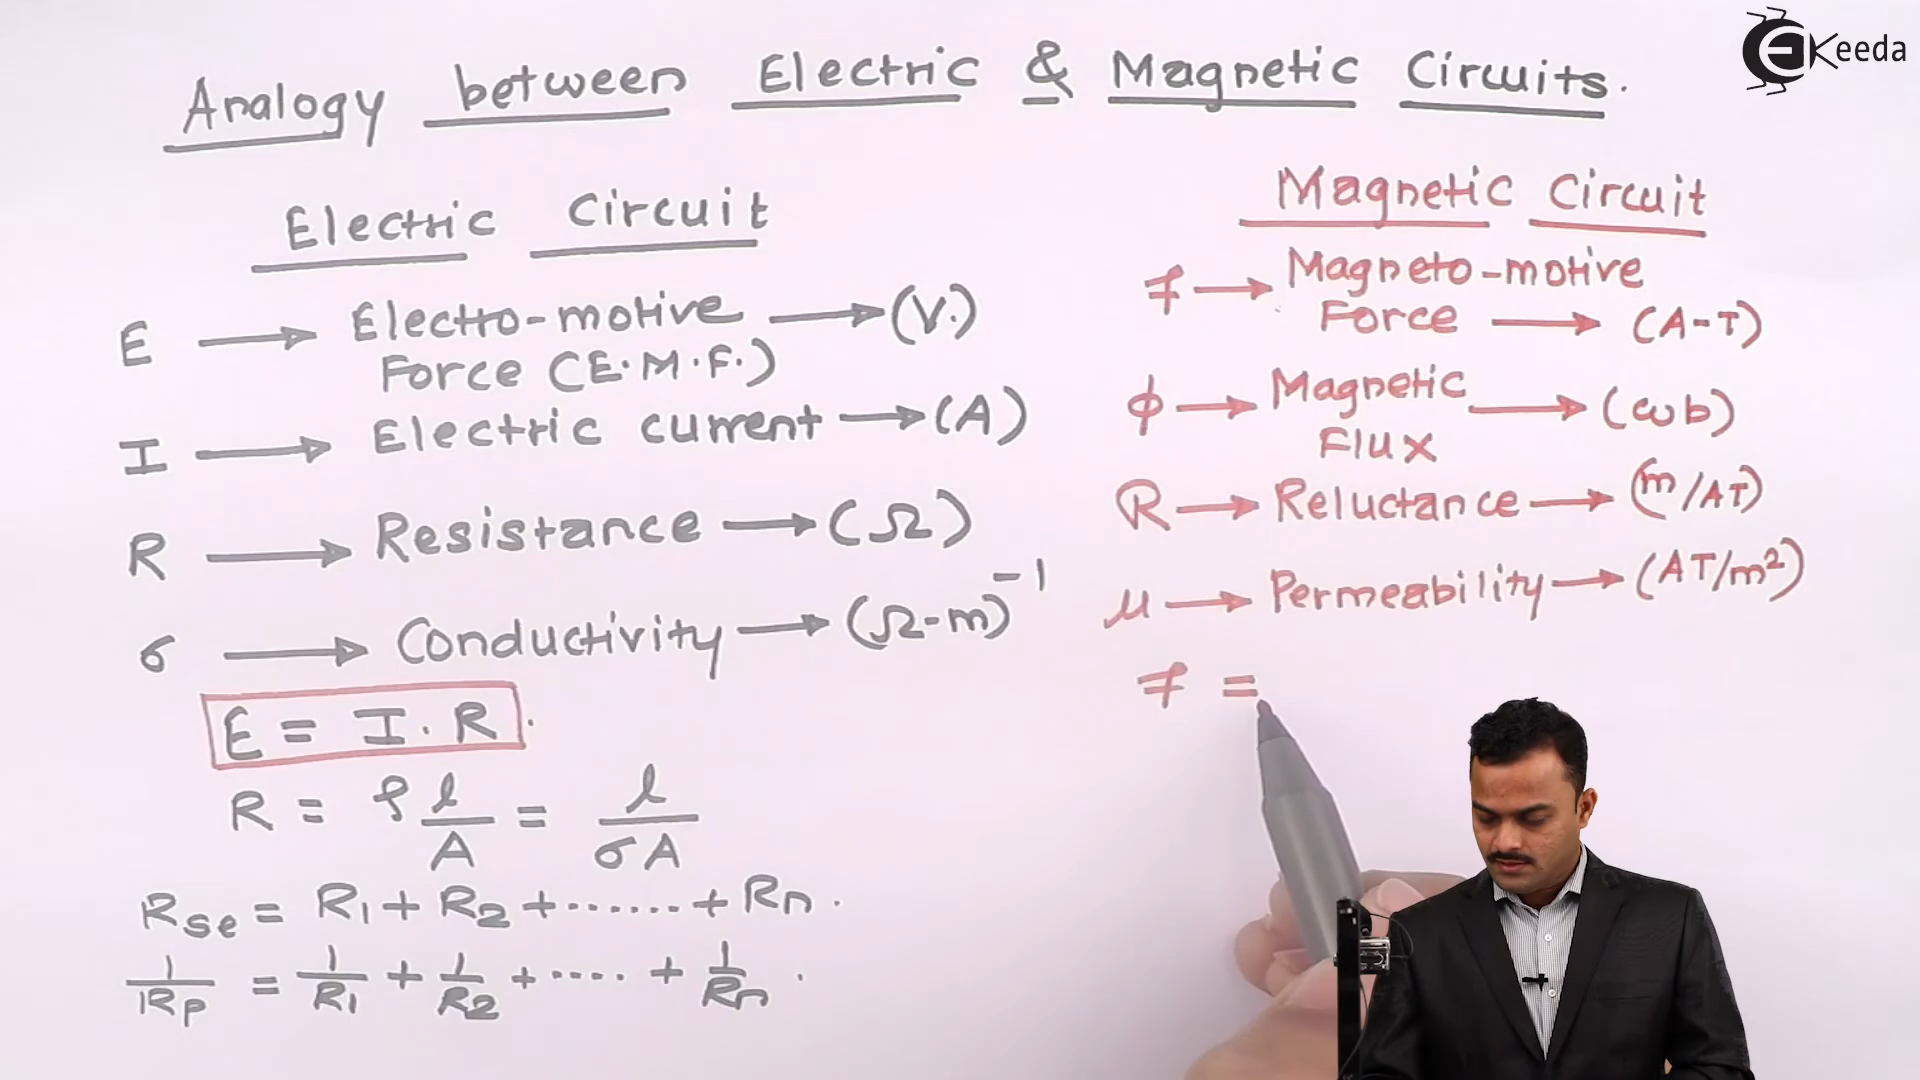 Keeda
Analogy between Electric & Magnetic Circuits.
Electric Circuit
E → Electro-motive → (V.)
Force (E.M.F.)
I → Electric current → (A)
R → Resistance → (Ω)
σ → Conductivity → (Ω-m)⁻¹
E = I . R .
R = ρ l/A = l/σA
Rse = R1 + R2 + ...... + Rn .
1/Rp = 1/R1 + 1/R2 + .... + 1/Rn .
Magnetic Circuit
Ƒ → Magneto-motive
Force → (A-T)
ϕ → Magnetic → (wb)
Flux
R → Reluctance → (m/AT)
μ → Permeability → (AT/m²)
Ƒ =